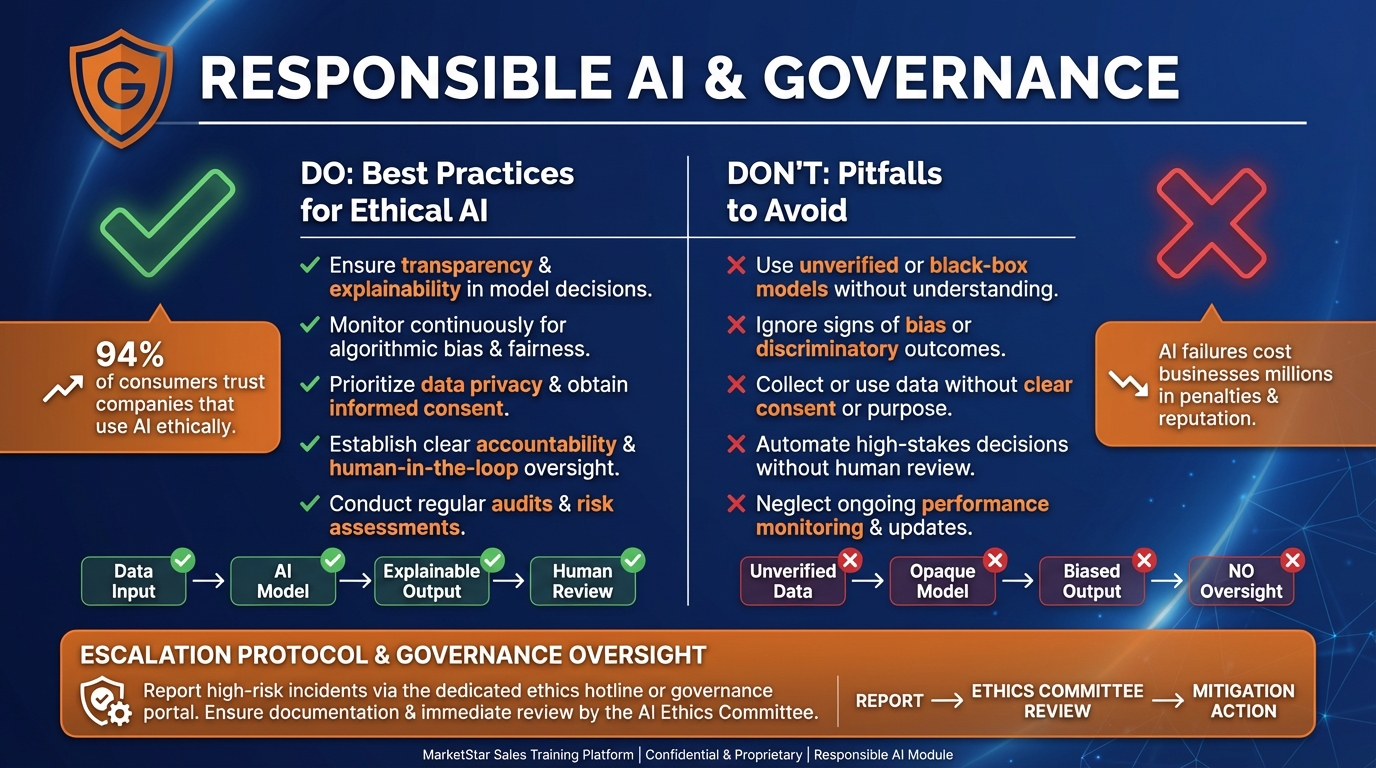 G
RESPONSIBLE AI & GOVERNANCE
DO: Best Practices
for Ethical AI
Ensure transparency &
explainability in model decisions.
Monitor continuously for
algorithmic bias & fairness.
Prioritize data privacy & obtain
informed consent.
Establish clear accountability &
human-in-the-loop oversight.
Conduct regular audits & risk
assessments.
94%
of consumers trust
companies that
use AI ethically.
Data
Input
AI
Model
Explainable
Output
Human
Review
DON'T: Pitfalls
to Avoid
Use unverified or black-box
models without understanding.
Ignore signs of bias or
discriminatory outcomes.
Collect or use data without clear
consent or purpose.
Automate high-stakes decisions
without human review.
Neglect ongoing performance
monitoring & updates.
AI failures cost
businesses millions
in penalties &
reputation.
Unverified
Data
Opaque
Model
Biased
Output
NO
Oversight
ESCALATION PROTOCOL & GOVERNANCE OVERSIGHT
Report high-risk incidents via the dedicated ethics hotline or governance
portal. Ensure documentation & immediate review by the AI Ethics Committee.
REPORT
ETHICS COMMITTEE
REVIEW
MITIGATION
ACTION
MarketStar Sales Training Platform | Confidential & Proprietary | Responsible AI Module